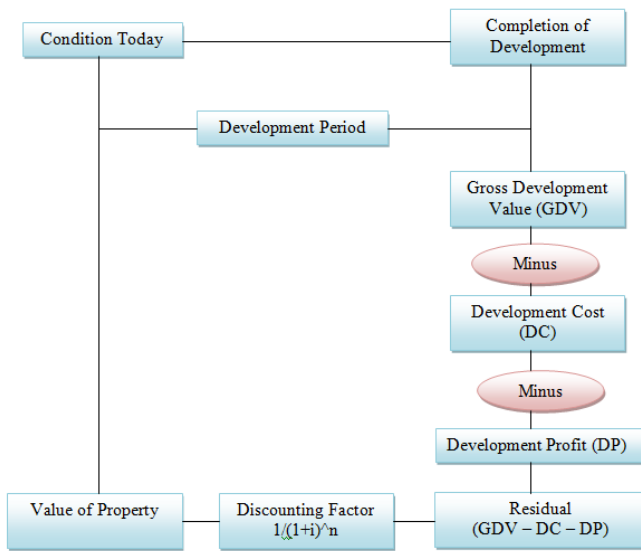 Condition Today
Completion of
Development
Development Period
Gross Development
Value (GDV)
Minus
Development Cost
(DC)
Minus
Development Profit (DP)
Value of Property
Discounting Factor
1/(1+i)^n
Residual
(GDV – DC – DP)